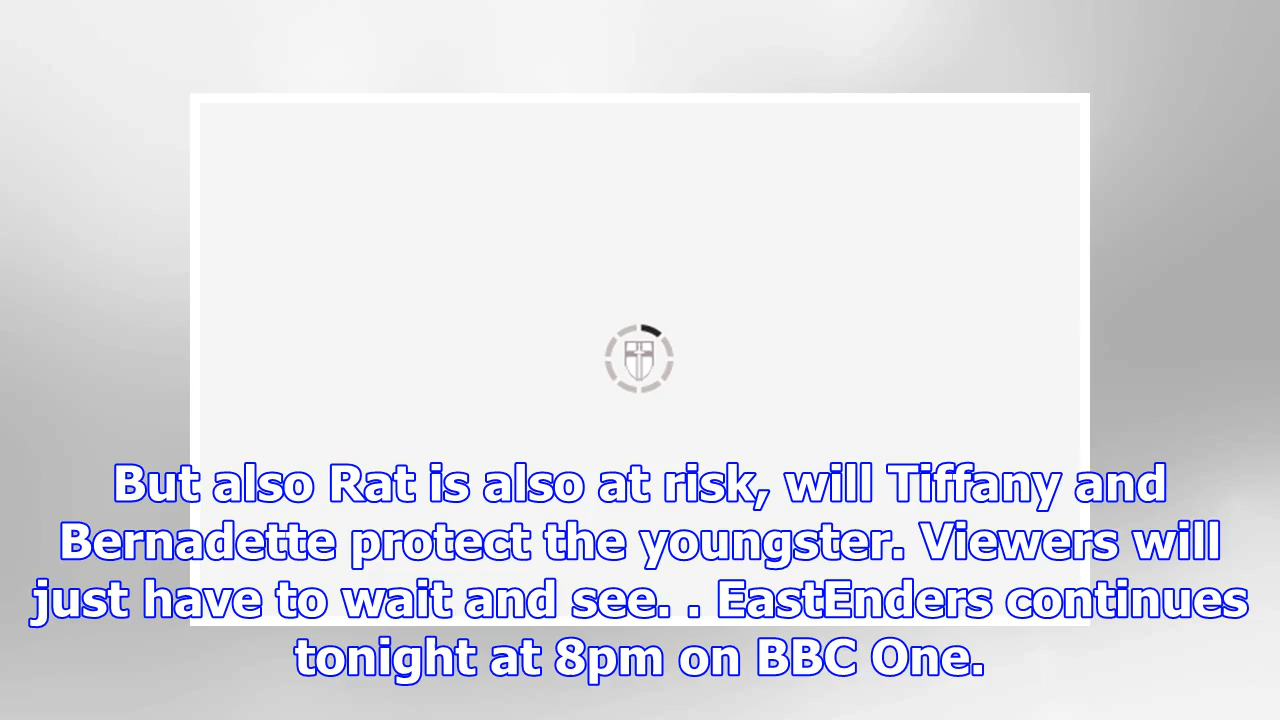 But also Rat is also at risk, will Tiffany and
Bernadette protect the youngster. Viewers will
just have to wait and see. . EastEnders continues
tonight at 8pm on BBC One.